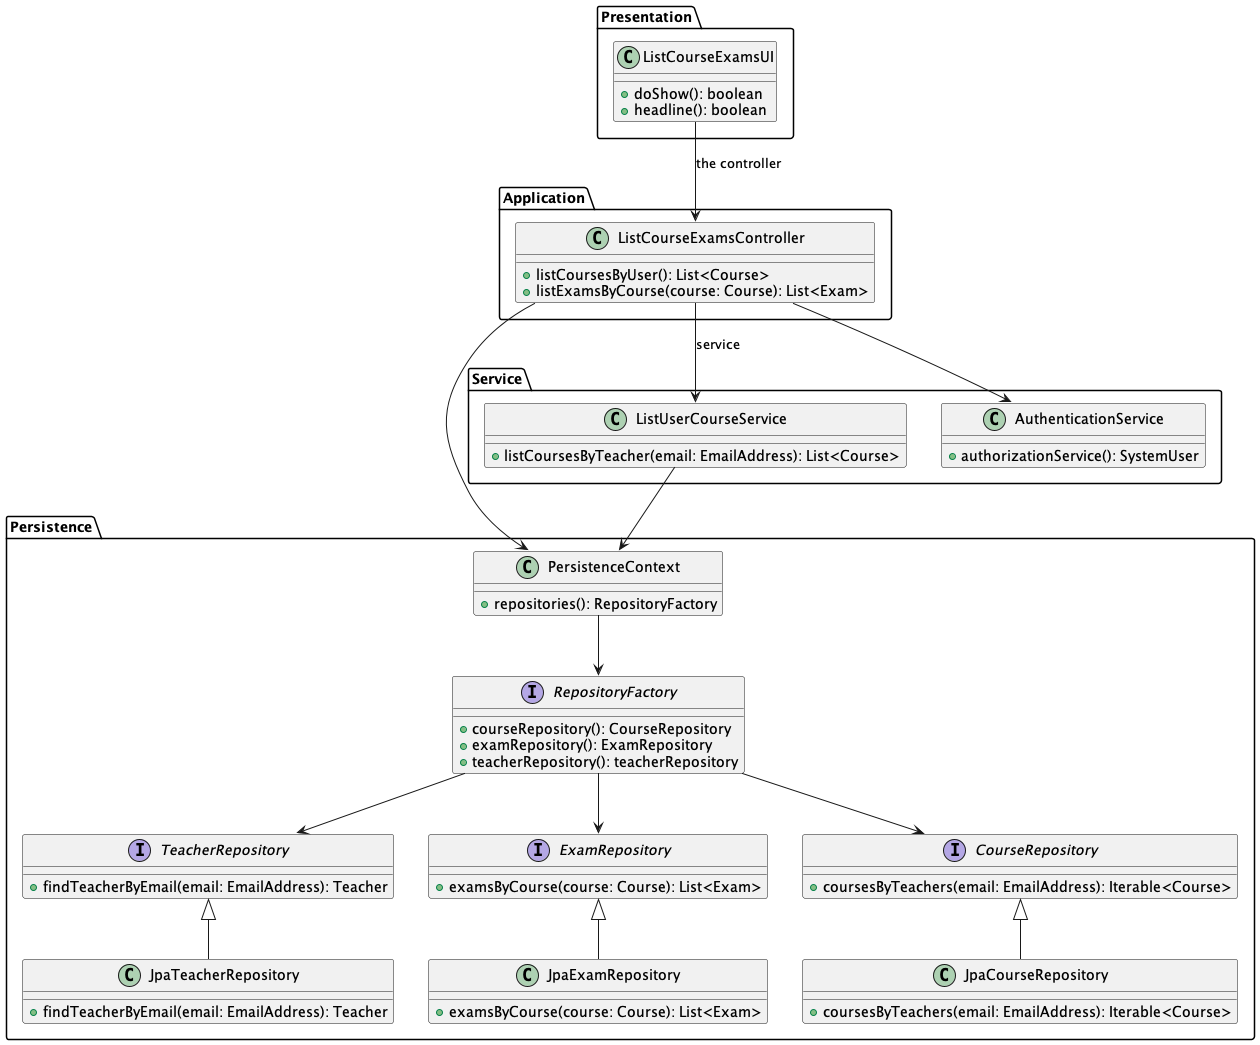 Presentation
C ListCourseExamsUI
doShow(): boolean
headline(): boolean
the controller
Application
C ListCourseExamsController
listCoursesByUser(): List<Course>
listExamsByCourse(course: Course): List<Exam>
service
Service
C ListUserCourseService
listCoursesByTeacher(email: EmailAddress): List<Course>
C AuthenticationService
authorizationService(): SystemUser
Persistence
C PersistenceContext
repositories(): RepositoryFactory
I RepositoryFactory
courseRepository(): CourseRepository
examRepository(): ExamRepository
teacherRepository(): teacherRepository
I TeacherRepository
findTeacherByEmail(email: EmailAddress): Teacher
I ExamRepository
examsByCourse(course: Course): List<Exam>
I CourseRepository
coursesByTeachers(email: EmailAddress): Iterable<Course>
C JpaTeacherRepository
findTeacherByEmail(email: EmailAddress): Teacher
C JpaExamRepository
examsByCourse(course: Course): List<Exam>
C JpaCourseRepository
coursesByTeachers(email: EmailAddress): Iterable<Course>